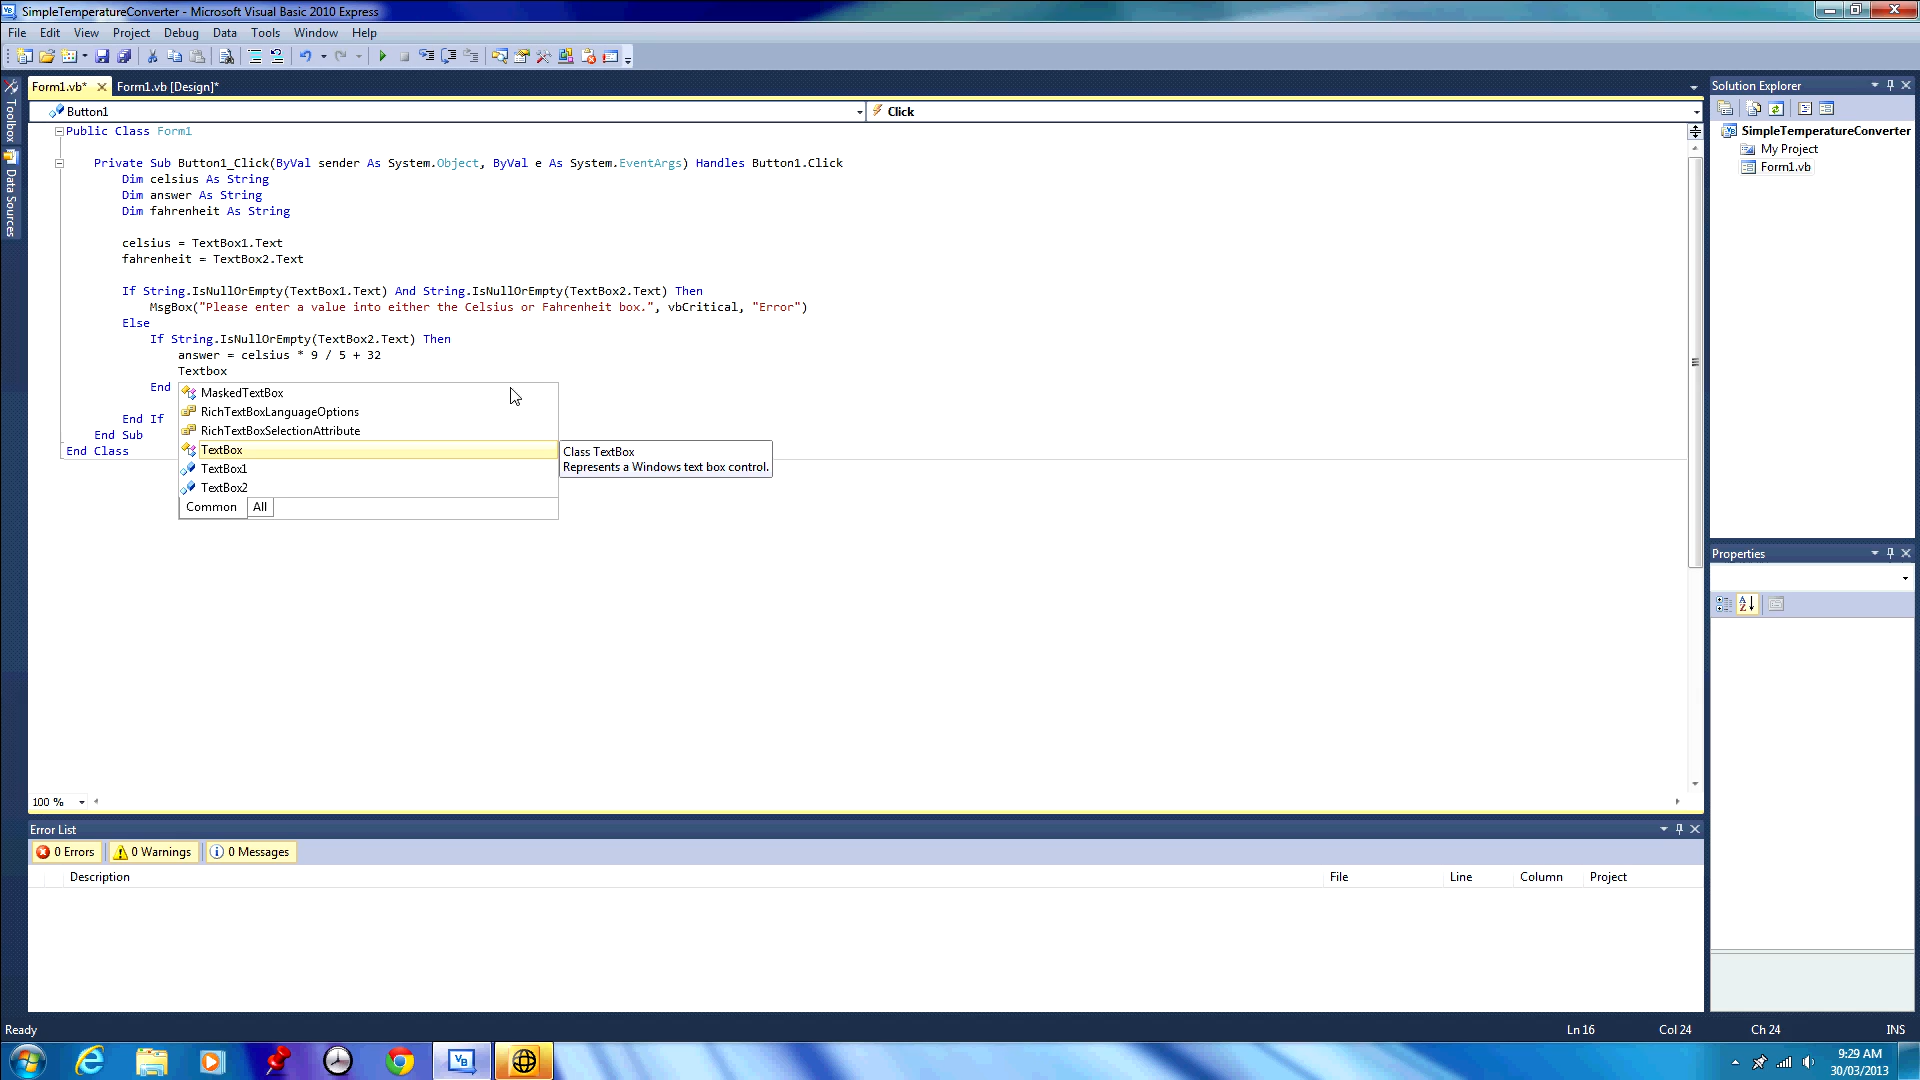 SimpleTemperatureConverter - Microsoft Visual Basic 2010 Express
File Edit View Project Debug Data Tools Window Help
Toolbox
Data Sources
Form1.vb* Form1.vb [Design]*
Button1 Click
Public Class Form1
Private Sub Button1_Click(ByVal sender As System.Object, ByVal e As System.EventArgs) Handles Button1.Click
Dim celsius As String
Dim answer As String
Dim fahrenheit As String
celsius = TextBox1.Text
fahrenheit = TextBox2.Text
If String.IsNullOrEmpty(TextBox1.Text) And String.IsNullOrEmpty(TextBox2.Text) Then
MsgBox("Please enter a value into either the Celsius or Fahrenheit box.", vbCritical, "Error")
Else
If String.IsNullOrEmpty(TextBox2.Text) Then
answer = celsius * 9 / 5 + 32
Textbox
End
End If
End Sub
End Class
MaskedTextBox
RichTextBoxLanguageOptions
RichTextBoxSelectionAttribute
TextBox
TextBox1
TextBox2
Common All
Class TextBox
Represents a Windows text box control.
100 %
Solution Explorer
SimpleTemperatureConverter
My Project
Form1.vb
Properties
Error List
0 Errors 0 Warnings 0 Messages
Description File Line Column Project
Ready Ln 16 Col 24 Ch 24 INS
9:29 AM
30/03/2013